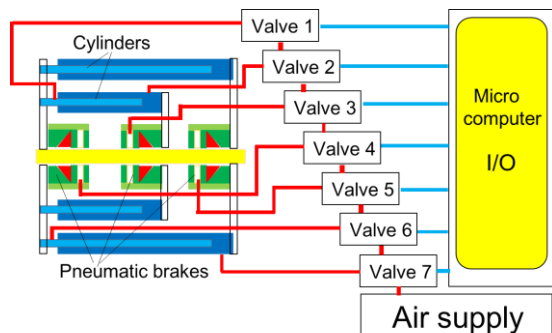 Valve 1
Cylinders
Valve 2
Valve 3
Micro
computer
I/O
Valve 4
Valve 5
Valve 6
Pneumatic brakes
Valve 7
Air supply